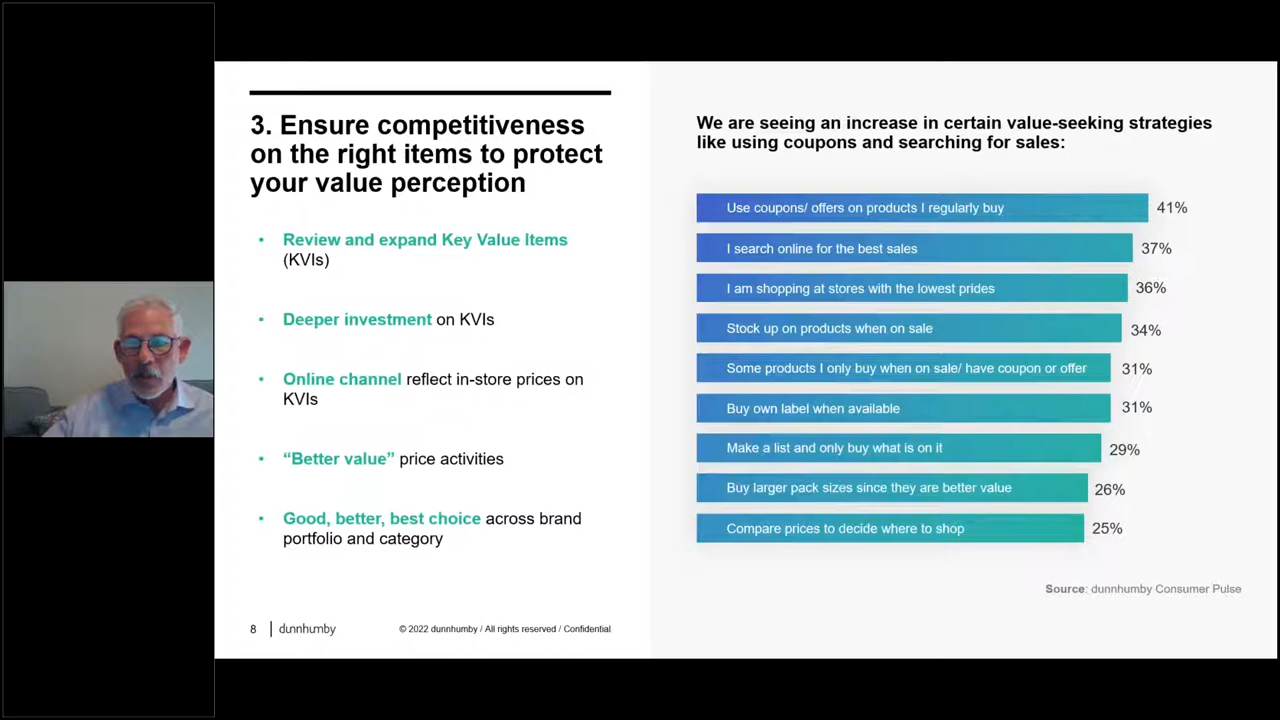 3. Ensure competitiveness
on the right items to protect
your value perception
• Review and expand Key Value Items
(KVIs)
• Deeper investment on KVIs
• Online channel reflect in-store prices on
KVIs
• “Better value” price activities
• Good, better, best choice across brand
portfolio and category
8 | dunnhumby © 2022 dunnhumby / All rights reserved / Confidential
We are seeing an increase in certain value-seeking strategies
like using coupons and searching for sales:
Use coupons/ offers on products I regularly buy 41%
I search online for the best sales 37%
I am shopping at stores with the lowest prides 36%
Stock up on products when on sale 34%
Some products I only buy when on sale/ have coupon or offer 31%
Buy own label when available 31%
Make a list and only buy what is on it 29%
Buy larger pack sizes since they are better value 26%
Compare prices to decide where to shop 25%
Source: dunnhumby Consumer Pulse